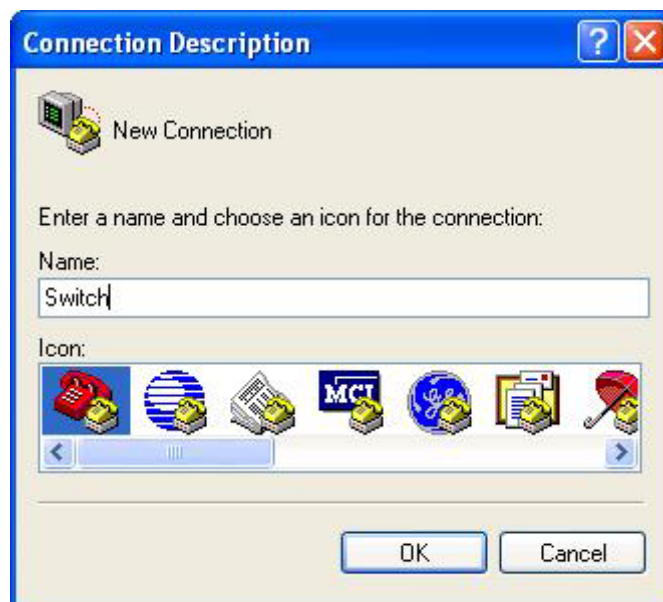 Connection Description
New Connection
Enter a name and choose an icon for the connection:
Name:
Switch
Icon:
MCI
OK
Cancel